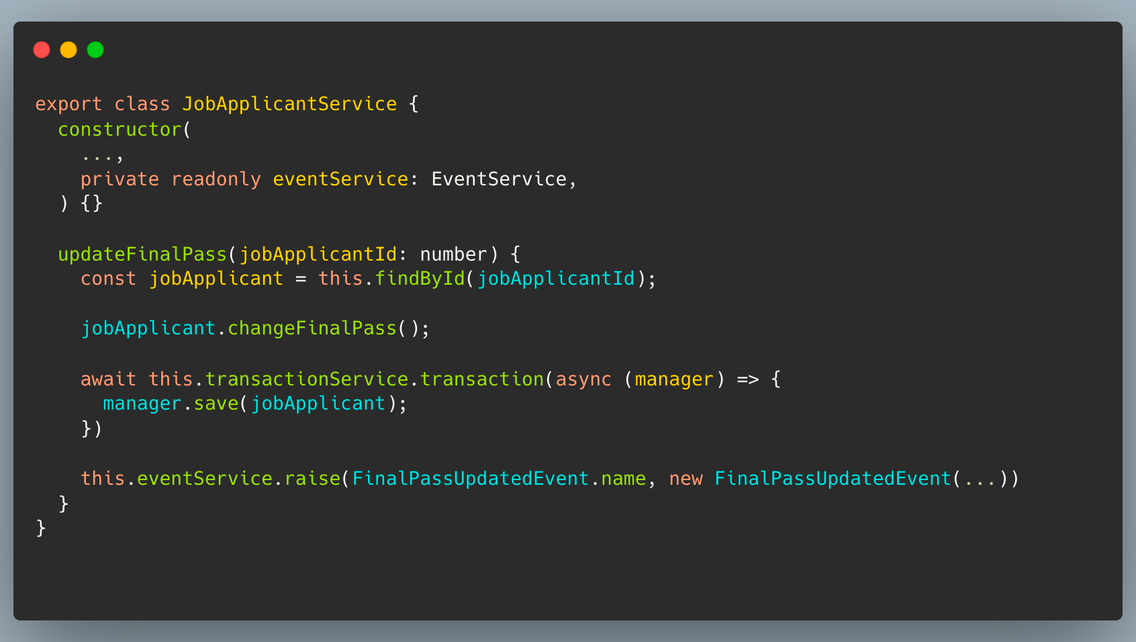 export class JobApplicantService {
  constructor(
    ...,
    private readonly eventService: EventService,
  ) {}

  updateFinalPass(jobApplicantId: number) {
    const jobApplicant = this.findById(jobApplicantId);

    jobApplicant.changeFinalPass();

    await this.transactionService.transaction(async (manager) => {
      manager.save(jobApplicant);
    })

    this.eventService.raise(FinalPassUpdatedEvent.name, new FinalPassUpdatedEvent(...))
  }
}